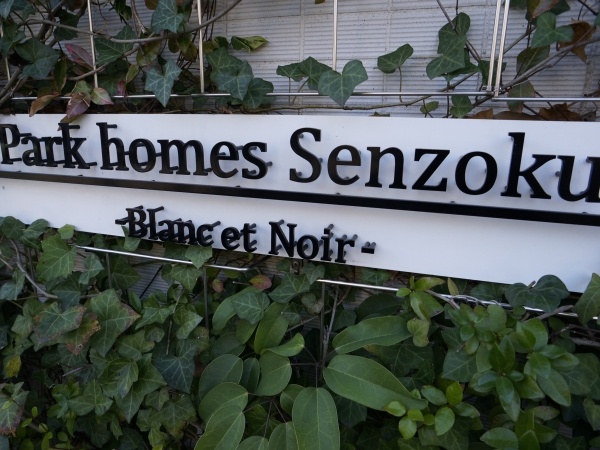 Park homes Senzoku
-Blanc et Noir-